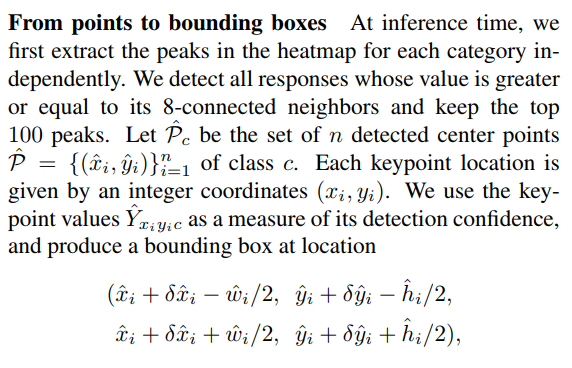 From points to bounding boxes At inference time, we
first extract the peaks in the heatmap for each category in-
dependently. We detect all responses whose value is greater
or equal to its 8-connected neighbors and keep the top
100 peaks. Let $\hat{\mathcal{P}}_c$ be the set of $n$ detected center points
$\hat{\mathcal{P}} = \{(\hat{x}_i, \hat{y}_i)\}_{i=1}^{n}$ of class $c$. Each keypoint location is
given by an integer coordinates $(x_i, y_i)$. We use the key-
point values $\hat{Y}_{x_i y_i c}$ as a measure of its detection confidence,
and produce a bounding box at location
$(\hat{x}_i + \delta\hat{x}_i - \hat{w}_i/2, \ \hat{y}_i + \delta\hat{y}_i - \hat{h}_i/2,$
$\hat{x}_i + \delta\hat{x}_i + \hat{w}_i/2, \ \hat{y}_i + \delta\hat{y}_i + \hat{h}_i/2),$